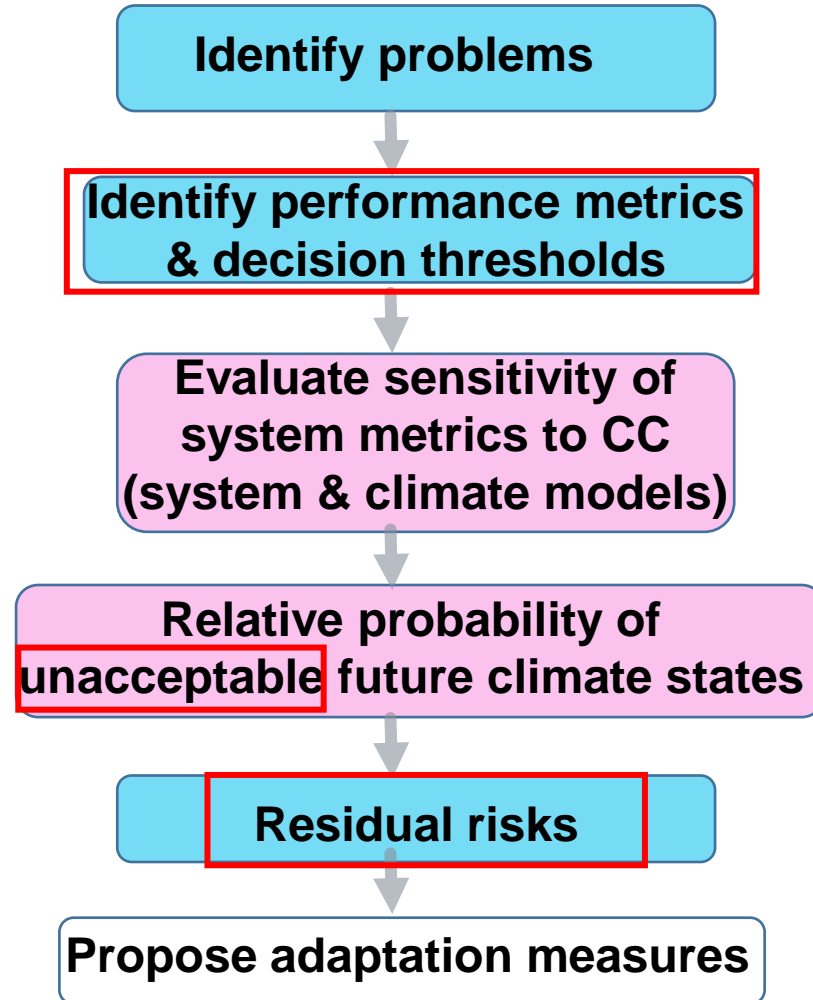 Identify problems
Identify performance metrics
& decision thresholds
Evaluate sensitivity of
system metrics to CC
(system & climate models)
Relative probability of
unacceptable future climate states
Residual risks
Propose adaptation measures